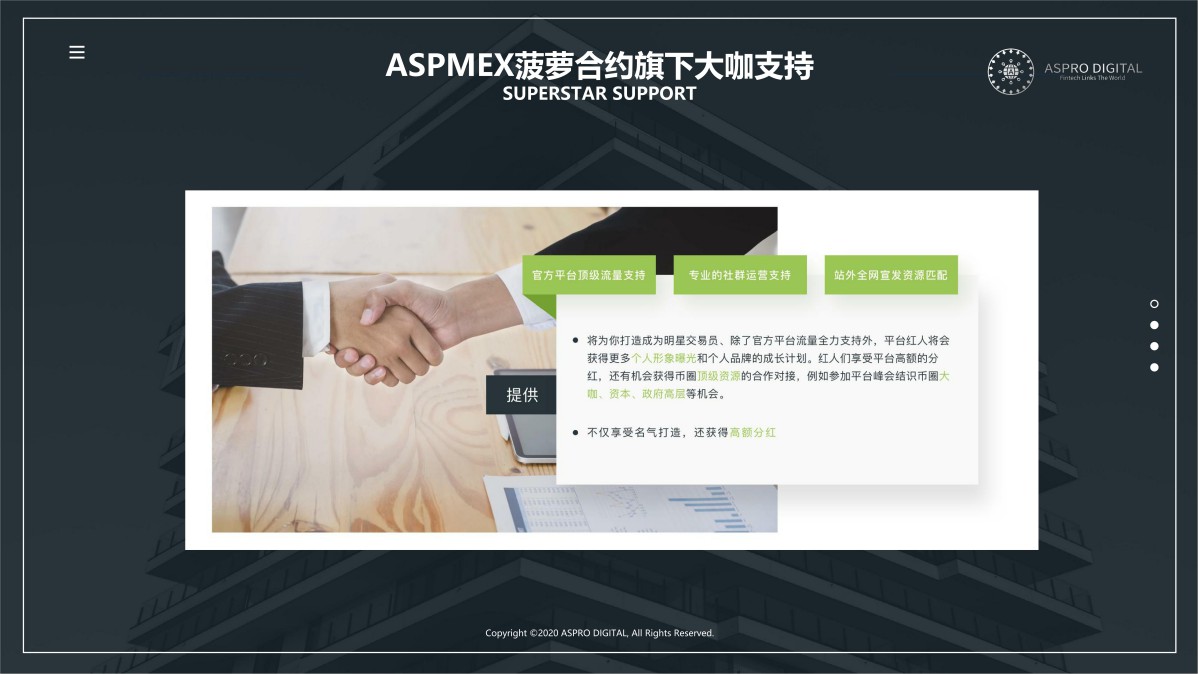 ASPMEX菠萝合约旗下大咖支持
SUPERSTAR SUPPORT
ASPRO DIGITAL
Fintech Links The World
官方平台顶级流量支持
专业的社群运营支持
站外全网宣发资源匹配
提供
将为你打造成为明星交易员、除了官方平台流量全力支持外，平台红人将会
获得更多个人形象曝光和个人品牌的成长计划。红人们享受平台高额的分
红，还有机会获得币圈顶级资源的合作对接，例如参加平台峰会结识币圈大
咖、资本、政府高层等机会。
不仅享受名气打造，还获得高额分红
Copyright ©2020 ASPRO DIGITAL, All Rights Reserved.